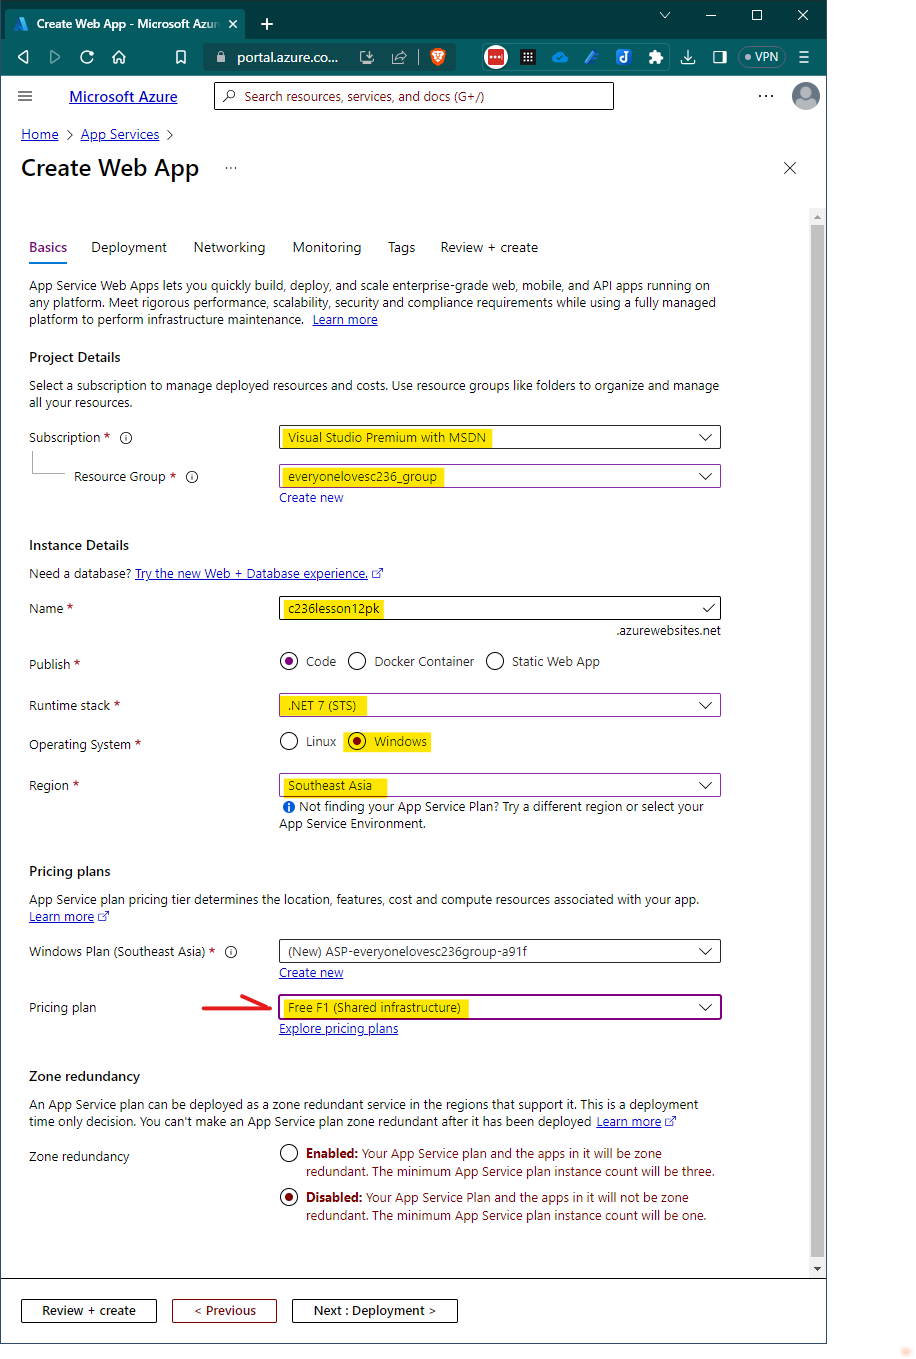 Create Web App - Microsoft Azur
portal.azure.co...
VPN
Microsoft Azure
Search resources, services, and docs (G+/)
Home > App Services >
Create Web App ...
Basics Deployment Networking Monitoring Tags Review + create
App Service Web Apps lets you quickly build, deploy, and scale enterprise-grade web, mobile, and API apps running on
any platform. Meet rigorous performance, scalability, security and compliance requirements while using a fully managed
platform to perform infrastructure maintenance. Learn more
Project Details
Select a subscription to manage deployed resources and costs. Use resource groups like folders to organize and manage
all your resources.
Subscription * Visual Studio Premium with MSDN
Resource Group * everyonelovesc236_group
Create new
Instance Details
Need a database? Try the new Web + Database experience.
Name * c236lesson12pk
.azurewebsites.net
Publish * Code Docker Container Static Web App
Runtime stack * .NET 7 (STS)
Operating System * Linux Windows
Region * Southeast Asia
Not finding your App Service Plan? Try a different region or select your
App Service Environment.
Pricing plans
App Service plan pricing tier determines the location, features, cost and compute resources associated with your app.
Learn more
Windows Plan (Southeast Asia) * (New) ASP-everyonelovesc236group-a91f
Create new
Pricing plan Free F1 (Shared infrastructure)
Explore pricing plans
Zone redundancy
An App Service plan can be deployed as a zone redundant service in the regions that support it. This is a deployment
time only decision. You can't make an App Service plan zone redundant after it has been deployed Learn more
Zone redundancy Enabled: Your App Service plan and the apps in it will be zone
redundant. The minimum App Service plan instance count will be three.
Disabled: Your App Service Plan and the apps in it will not be zone
redundant. The minimum App Service plan instance count will be one.
Review + create < Previous Next : Deployment >